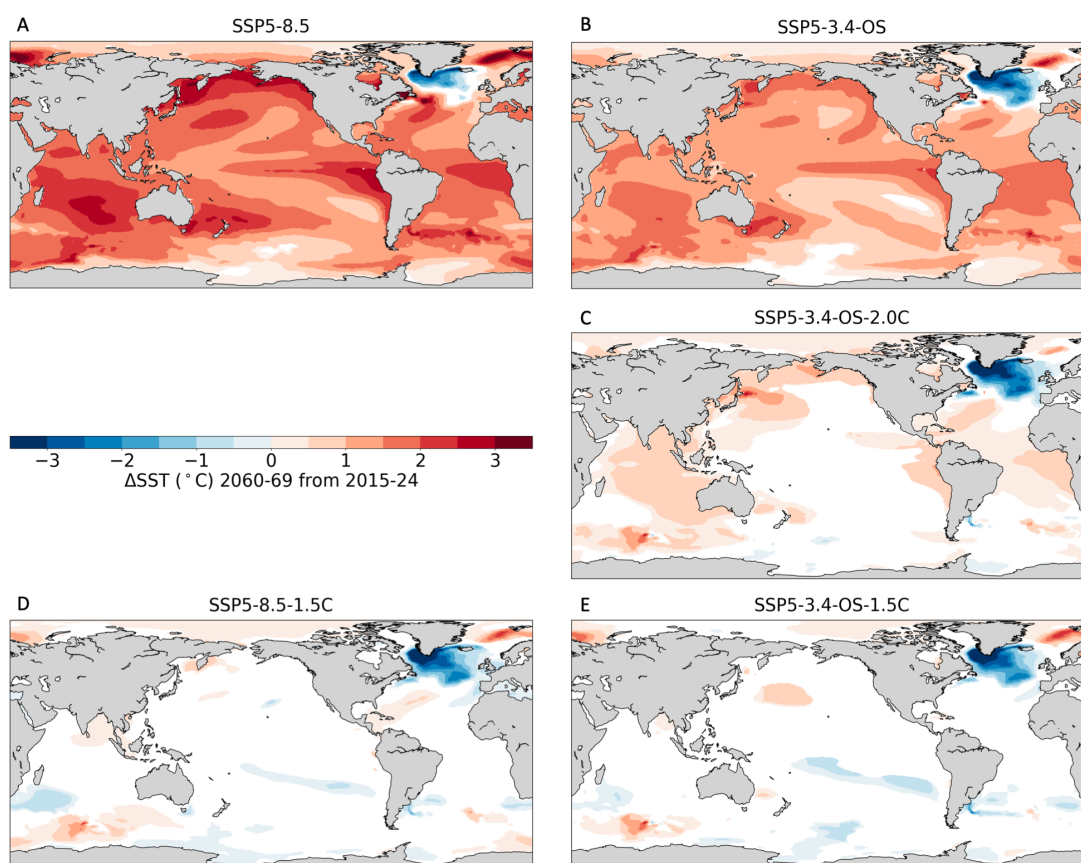 A
SSP5-8.5
B
SSP5-3.4-OS
C
SSP5-3.4-OS-2.0C
−3 −2 −1 0 1 2 3
ΔSST (°C) 2060-69 from 2015-24
D
SSP5-8.5-1.5C
E
SSP5-3.4-OS-1.5C